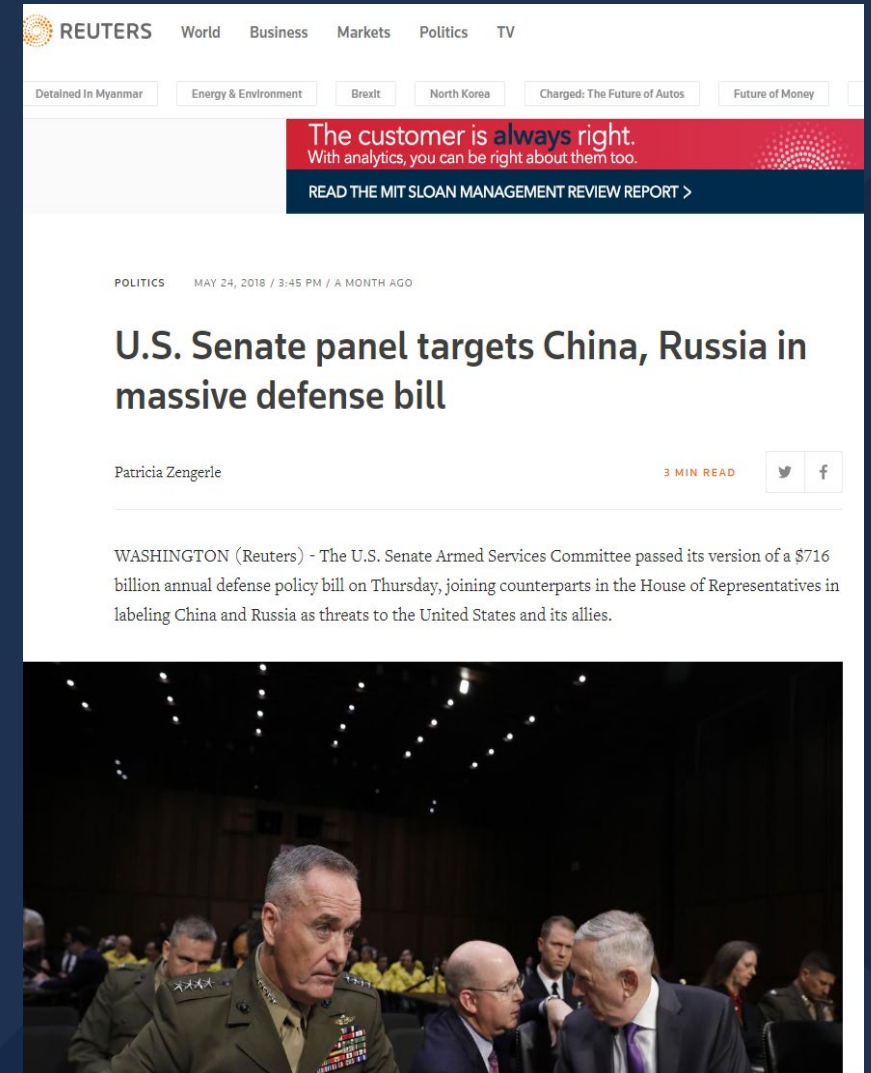 REUTERS World Business Markets Politics TV
Detained in Myanmar Energy & Environment Brexit North Korea Charged: The Future of Autos Future of Money
The customer is always right.
With analytics, you can be right about them too.
READ THE MIT SLOAN MANAGEMENT REVIEW REPORT >
POLITICS MAY 24, 2018 / 3:45 PM / A MONTH AGO
U.S. Senate panel targets China, Russia in
massive defense bill
Patricia Zengerle 3 MIN READ
WASHINGTON (Reuters) - The U.S. Senate Armed Services Committee passed its version of a $716
billion annual defense policy bill on Thursday, joining counterparts in the House of Representatives in
labeling China and Russia as threats to the United States and its allies.